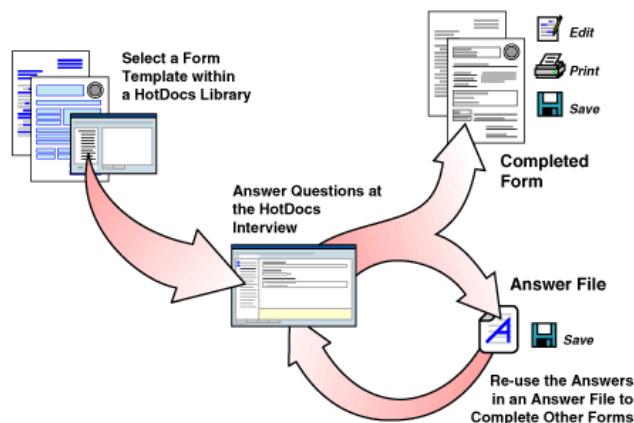 Select a Form
Template within
a HotDocs Library
Edit
Print
Save
Completed
Form
Answer Questions at
the HotDocs
Interview
Answer File
A
Save
Re-use the Answers
in an Answer File to
Complete Other Forms